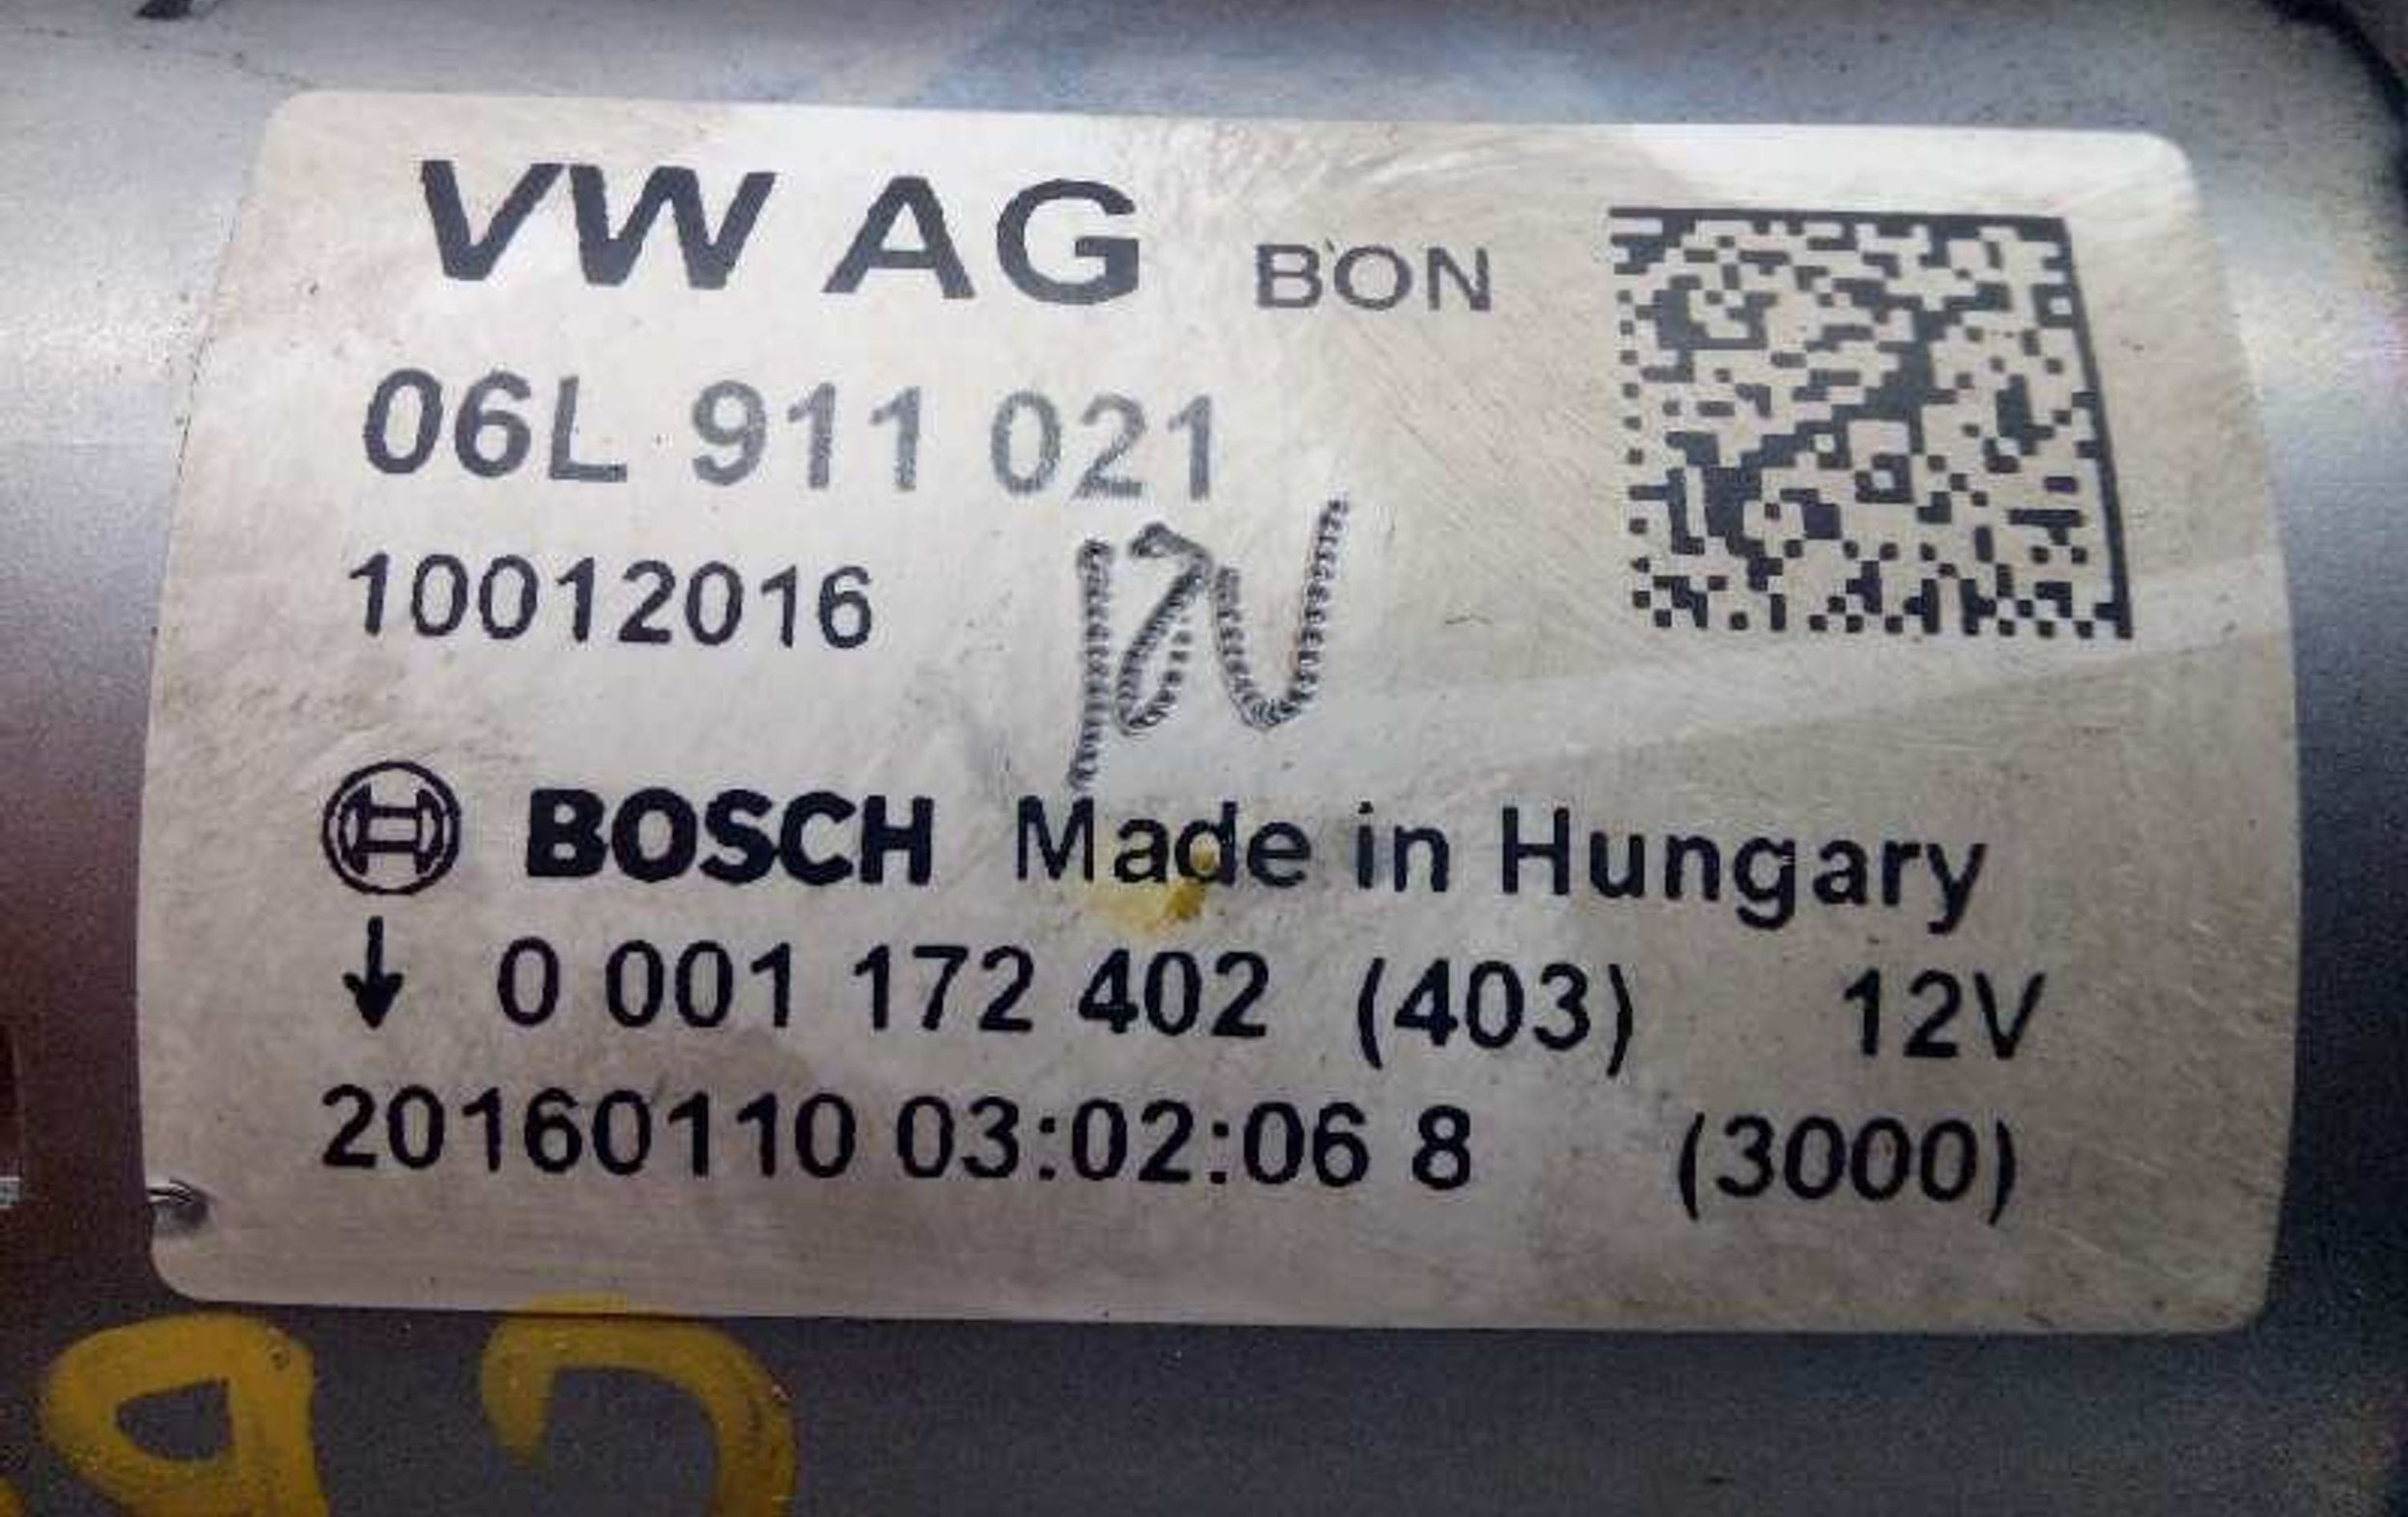 VW AG BON
06L 911 021
10012016
BOSCH Made in Hungary
↓ 0 001 172 402 (403) 12V
20160110 03:02:06 8 (3000)